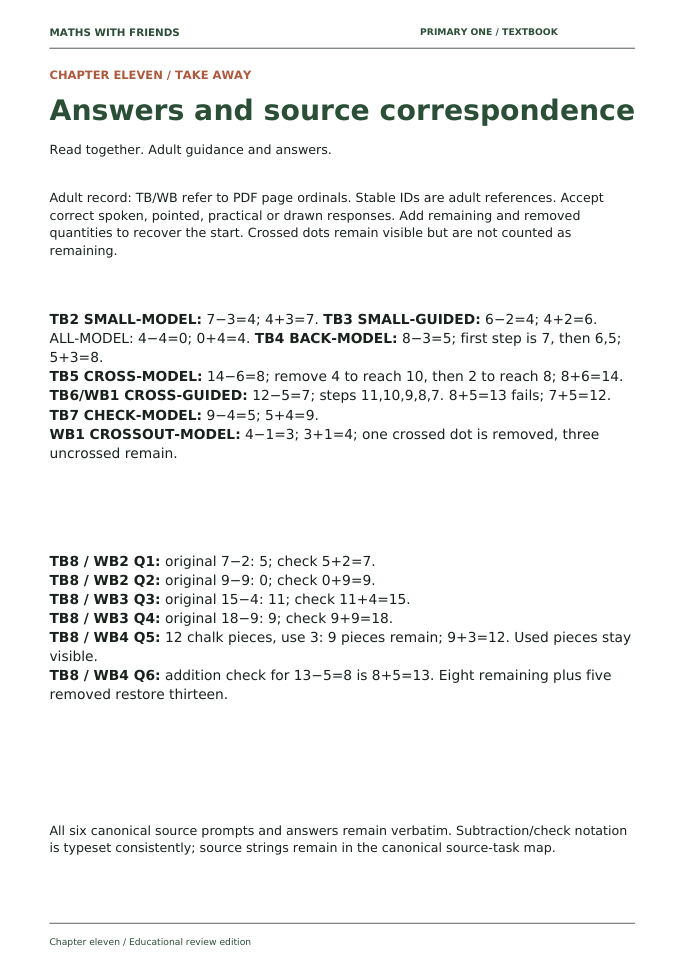 MATHS WITH FRIENDS
PRIMARY ONE / TEXTBOOK
CHAPTER ELEVEN / TAKE AWAY
Answers and source correspondence
Read together. Adult guidance and answers.
Adult record: TB/WB refer to PDF page ordinals. Stable IDs are adult references. Accept
correct spoken, pointed, practical or drawn responses. Add remaining and removed
quantities to recover the start. Crossed dots remain visible but are not counted as
remaining.
TB2 SMALL-MODEL: 7−3=4; 4+3=7. TB3 SMALL-GUIDED: 6−2=4; 4+2=6.
ALL-MODEL: 4−4=0; 0+4=4. TB4 BACK-MODEL: 8−3=5; first step is 7, then 6,5;
5+3=8.
TB5 CROSS-MODEL: 14−6=8; remove 4 to reach 10, then 2 to reach 8; 8+6=14.
TB6/WB1 CROSS-GUIDED: 12−5=7; steps 11,10,9,8,7. 8+5=13 fails; 7+5=12.
TB7 CHECK-MODEL: 9−4=5; 5+4=9.
WB1 CROSSOUT-MODEL: 4−1=3; 3+1=4; one crossed dot is removed, three
uncrossed remain.
TB8 / WB2 Q1: original 7−2: 5; check 5+2=7.
TB8 / WB2 Q2: original 9−9: 0; check 0+9=9.
TB8 / WB3 Q3: original 15−4: 11; check 11+4=15.
TB8 / WB3 Q4: original 18−9: 9; check 9+9=18.
TB8 / WB4 Q5: 12 chalk pieces, use 3: 9 pieces remain; 9+3=12. Used pieces stay
visible.
TB8 / WB4 Q6: addition check for 13−5=8 is 8+5=13. Eight remaining plus five
removed restore thirteen.
All six canonical source prompts and answers remain verbatim. Subtraction/check notation
is typeset consistently; source strings remain in the canonical source-task map.
Chapter eleven / Educational review edition